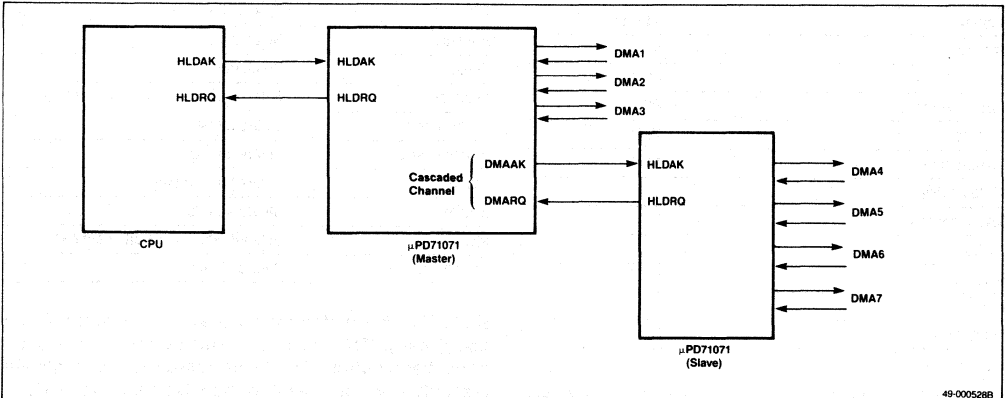 HLDAK
HLDRQ
CPU
HLDAK
HLDRQ
Cascaded
Channel
DMAAK
DMARQ
μPD71071
(Master)
DMA1
DMA2
DMA3
HLDAK
HLDRQ
μPD71071
(Slave)
DMA4
DMA5
DMA6
DMA7
49-000528B